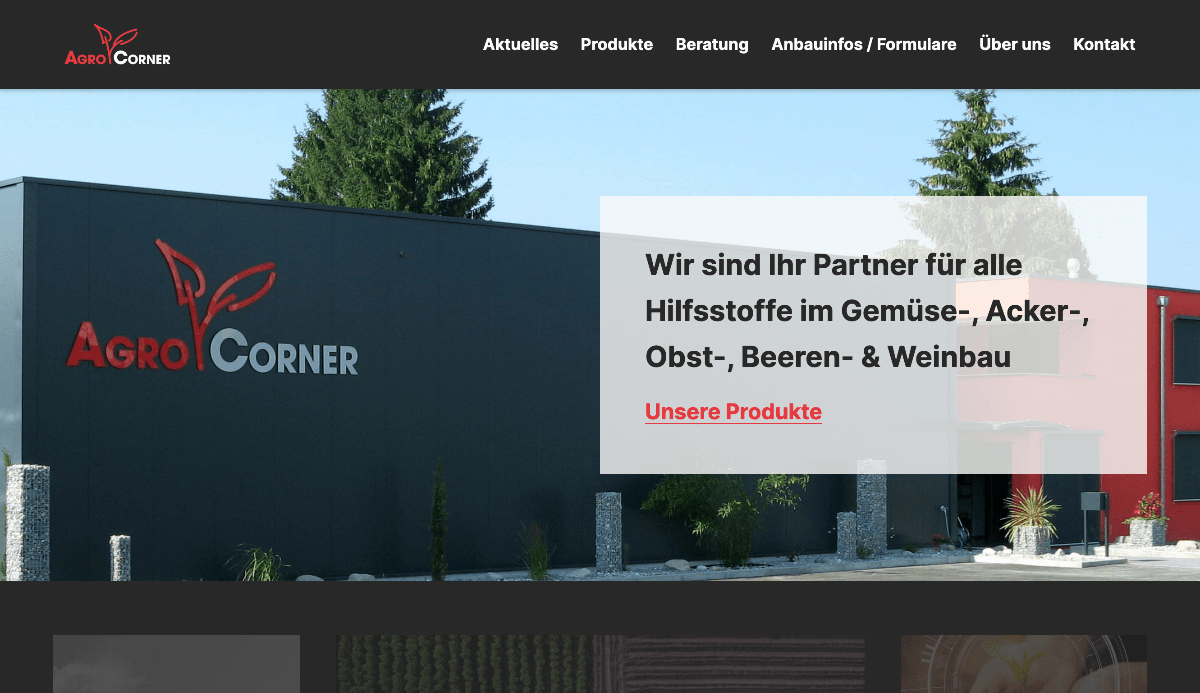 AGRO CORNER
Aktuelles Produkte Beratung Anbauinfos / Formulare Über uns Kontakt
AGRO CORNER
Wir sind Ihr Partner für alle
Hilfsstoffe im Gemüse-, Acker-,
Obst-, Beeren- & Weinbau
Unsere Produkte